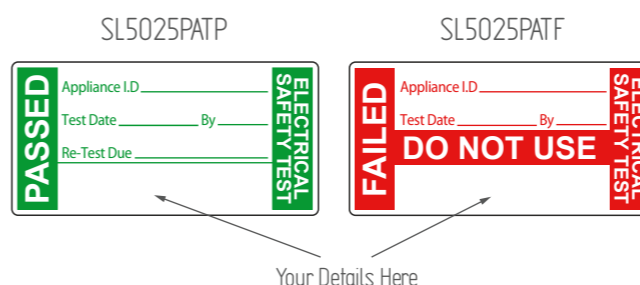 SL5025PATP
PASSED
Appliance I.D
Test Date By
Re-Test Due
ELECTRICAL
SAFETY TEST
SL5025PATF
FAILED
Appliance I.D
Test Date By
DO NOT USE
ELECTRICAL
SAFETY TEST
Your Details Here